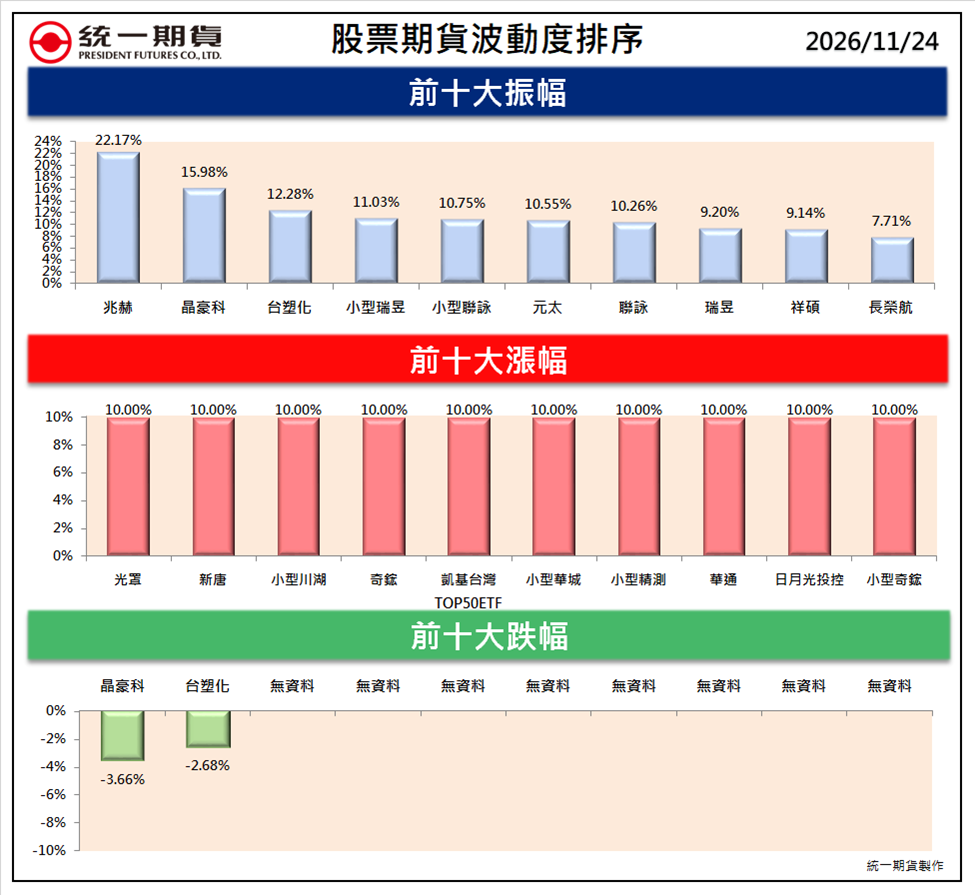 統一期貨
PRESIDENT FUTURES CO., LTD.
股票期貨波動度排序
2026/11/24
前十大振幅
24%
22%
20%
18%
16%
14%
12%
10%
8%
6%
4%
2%
0%
22.17%
15.98%
12.28%
11.03%
10.75%
10.55%
10.26%
9.20%
9.14%
7.71%
兆赫
晶豪科
台塑化
小型瑞昱
小型聯詠
元太
聯詠
瑞昱
祥碩
長榮航
前十大漲幅
10%
8%
6%
4%
2%
0%
10.00%
10.00%
10.00%
10.00%
10.00%
10.00%
10.00%
10.00%
10.00%
10.00%
光罩
新唐
小型川湖
奇鋐
凱基台灣
TOP50ETF
小型華城
小型精測
華通
日月光投控
小型奇鋐
前十大跌幅
晶豪科
台塑化
無資料
無資料
無資料
無資料
無資料
無資料
無資料
無資料
0%
-2%
-4%
-6%
-8%
-10%
-3.66%
-2.68%
統一期貨製作